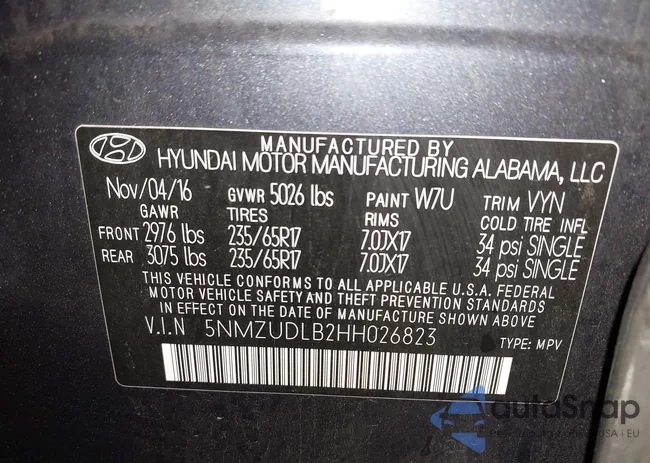 MANUFACTURED BY
HYUNDAI MOTOR MANUFACTURING ALABAMA, LLC
Nov/04/16 GVWR 5026 lbs PAINT W7U TRIM VYN
GAWR TIRES RIMS COLD TIRE INFL
FRONT 2976 lbs 235/65R17 7.0JX17 34 psi SINGLE
REAR 3075 lbs 235/65R17 7.0JX17 34 psi SINGLE
THIS VEHICLE CONFORMS TO ALL APPLICABLE U.S.A. FEDERAL
MOTOR VEHICLE SAFETY AND THEFT PREVENTION STANDARDS
IN EFFECT ON THE DATE OF MANUFACTURE SHOWN ABOVE
V.I.N 5NMZUDLB2HH026823 TYPE: MPV
autoSnap
USA | EU